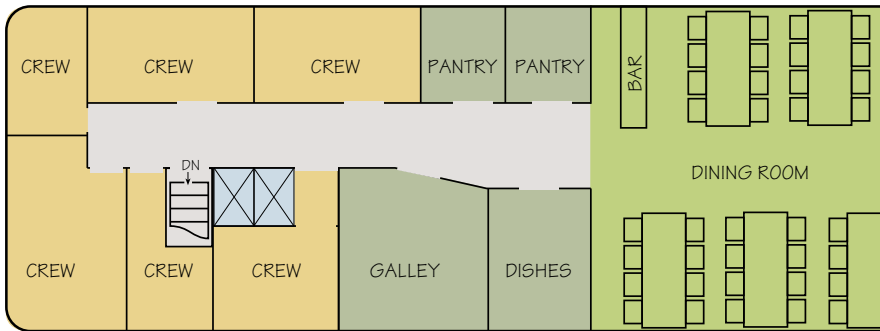 CREW
CREW
CREW
PANTRY
PANTRY
BAR
DN
DINING ROOM
CREW
CREW
CREW
GALLEY
DISHES